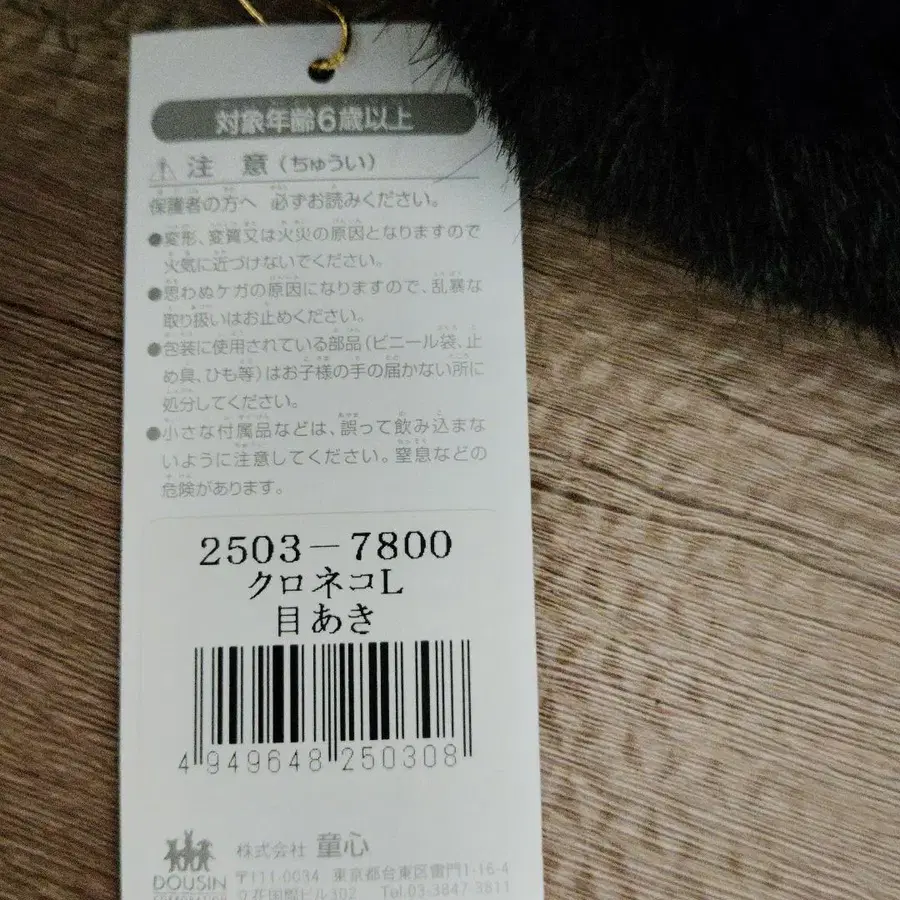 対象年齢6歳以上
注 意(ちゅうい)
保護者の方へ 必ずお読みください。
●変形、変質又は火災の原因となりますので
火気に近づけないでください。
●思わぬケガの原因になりますので、乱暴な
取り扱いはお止めください。
●包装に使用されている部品(ビニール袋、止
め具、ひも等)はお子様の手の届かない所に
処分してください。
●小さな付属品などは、誤って飲み込まな
いように注意してください。窒息などの
危険があります。
2503-7800
クロネコL
目あき
4 949648 250308
株式会社 童心
DOUSIN
〒111-0034 東京都台東区雷門1-16-4
立花国際ビル302 Tel.03-3847-3811